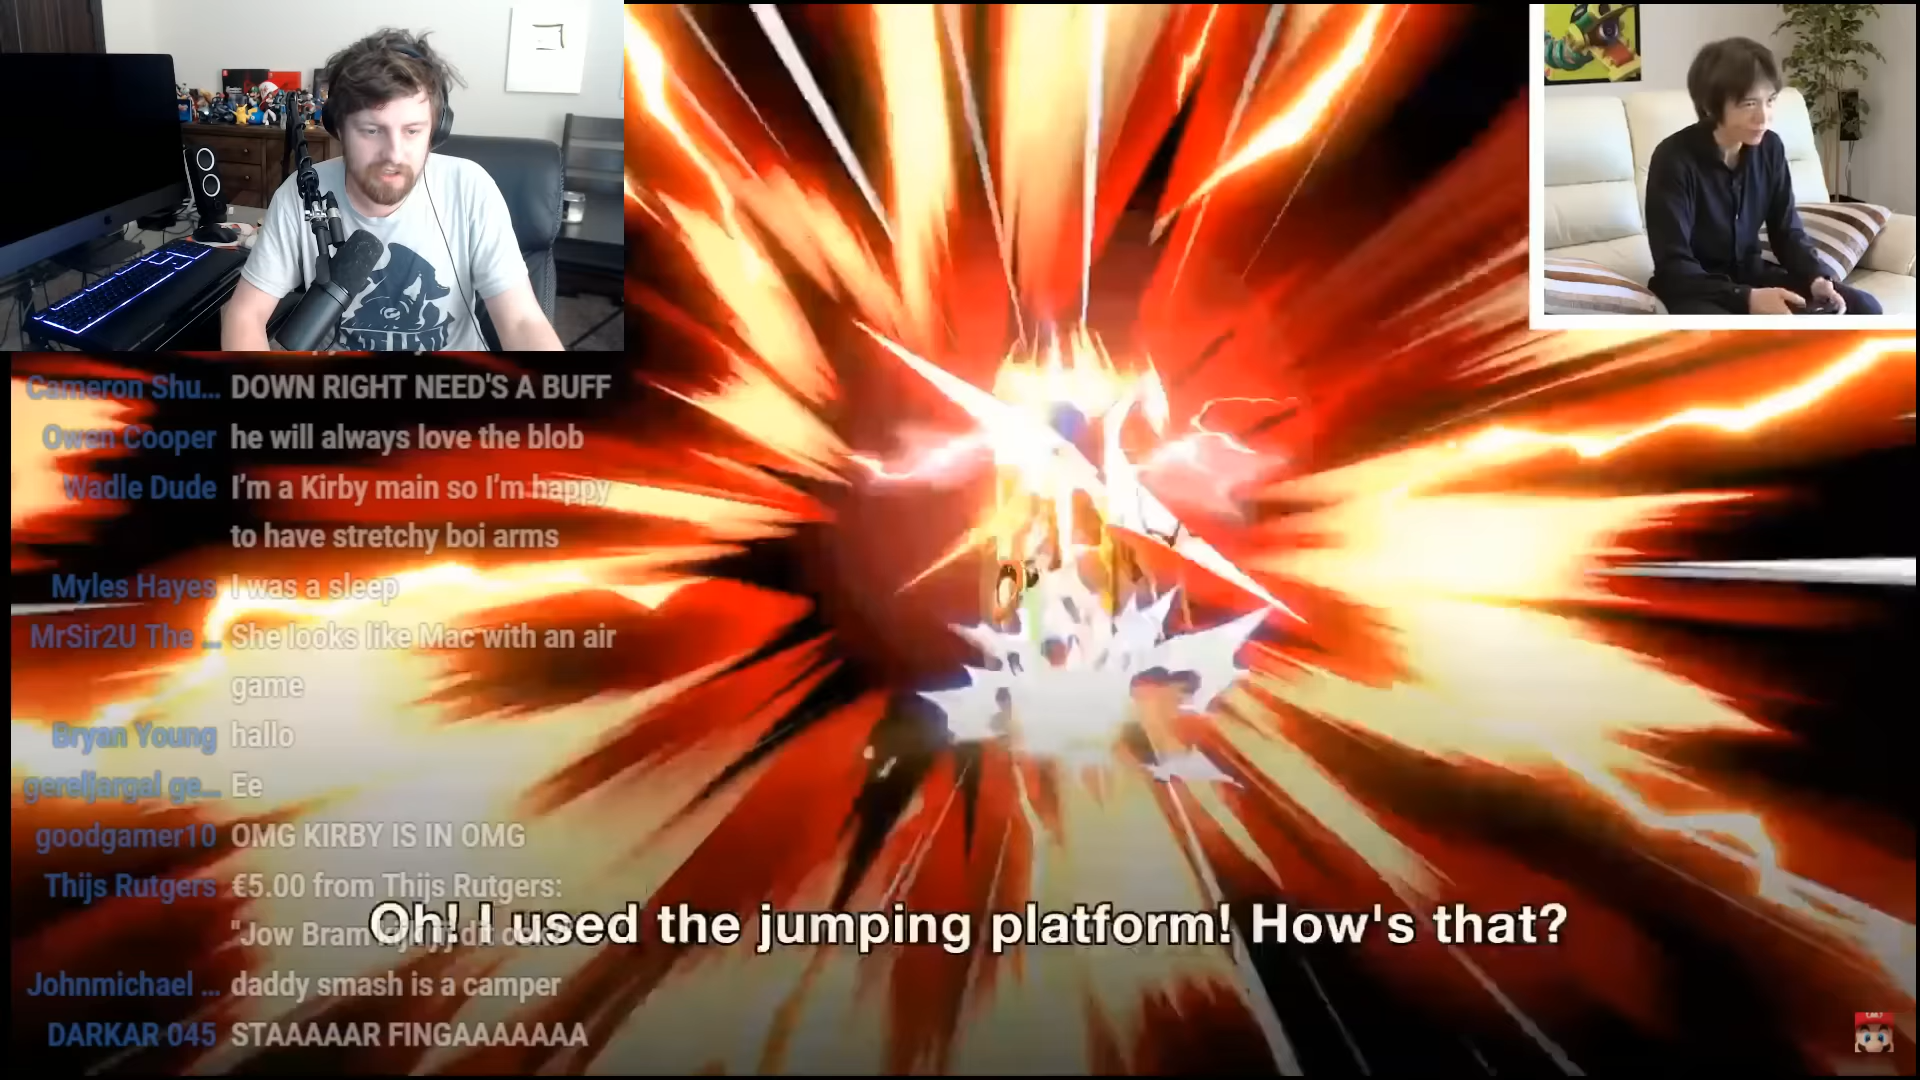 Cameron Shu... DOWN RIGHT NEED'S A BUFF
Owen Cooper he will always love the blob
Wadle Dude I'm a Kirby main so I'm happy
to have stretchy boi arms
Myles Hayes I was a sleep
MrSir2U The ... She looks like Mac with an air
game
Bryan Young hallo
gereljargal ge... Ee
goodgamer10 OMG KIRBY IS IN OMG
Thijs Rutgers €5.00 from Thijs Rutgers:
"Jow Bram
Oh! I used the jumping platform! How's that?
Johnmichael ... daddy smash is a camper
DARKAR 045 STAAAAAR FINGAAAAAAA